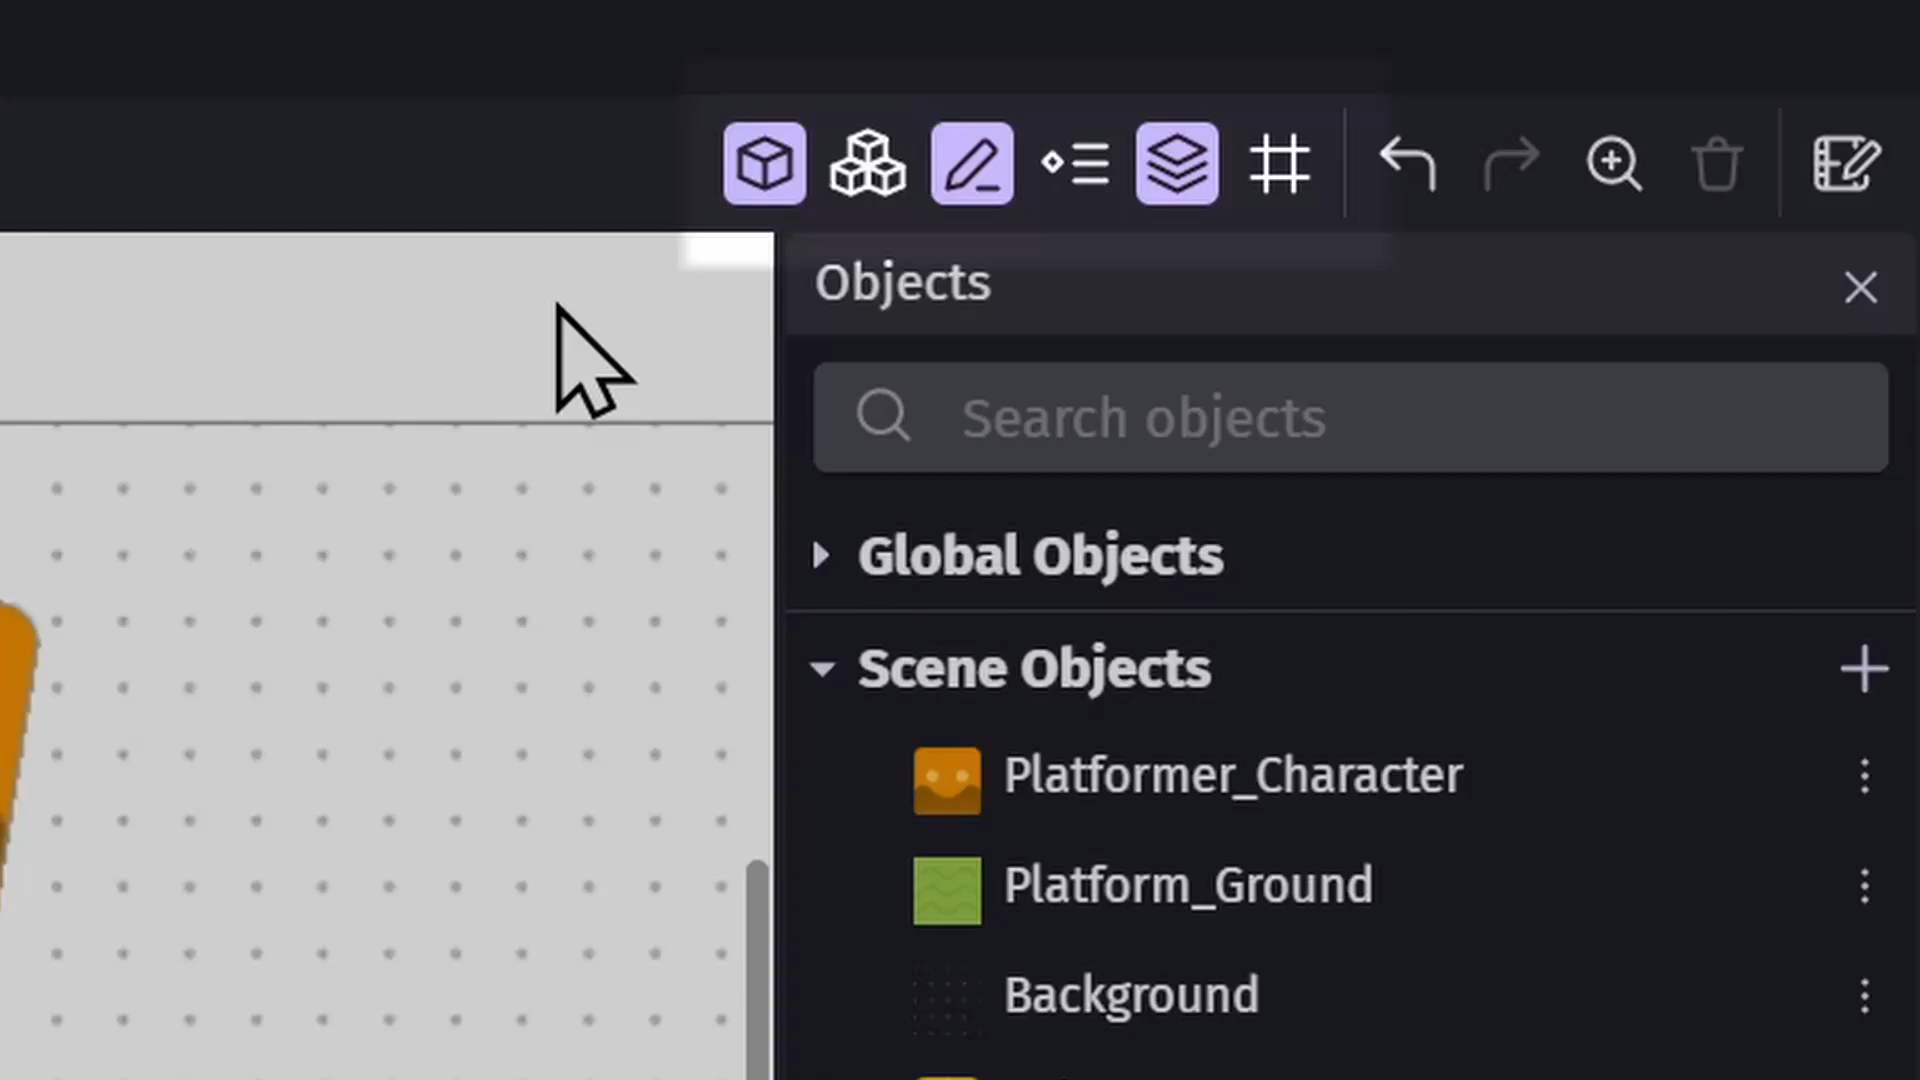 Objects
Search objects
Global Objects
Scene Objects
Platformer_Character
Platform_Ground
Background